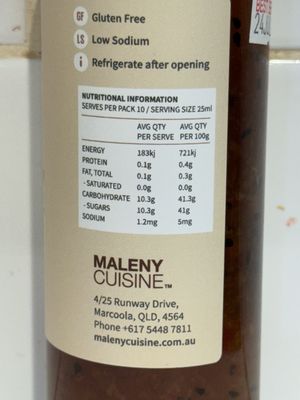 GF Gluten Free
LS Low Sodium
i Refrigerate after opening
NUTRITIONAL INFORMATION
SERVES PER PACK 10 / SERVING SIZE 25ml
AVG QTY PER SERVE AVG QTY PER 100g
ENERGY 183kj 721kj
PROTEIN 0.1g 0.4g
FAT, TOTAL 0.1g 0.3g
- SATURATED 0.0g 0.0g
CARBOHYDRATE 10.3g 41.3g
- SUGARS 10.3g 41g
SODIUM 1.2mg 5mg
MALENY
CUISINE™
4/25 Runway Drive,
Marcoola, QLD, 4564
Phone +617 5448 7811
malenycuisine.com.au